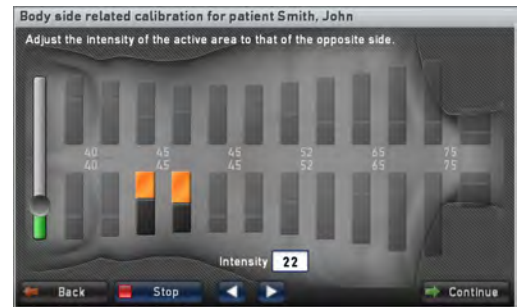 Body side related calibration for patient Smith, John
Adjust the intensity of the active area to that of the opposite side.
40 45 45 52 65 75
40 45 45 52 65 75
Intensity 22
Back Stop Continue